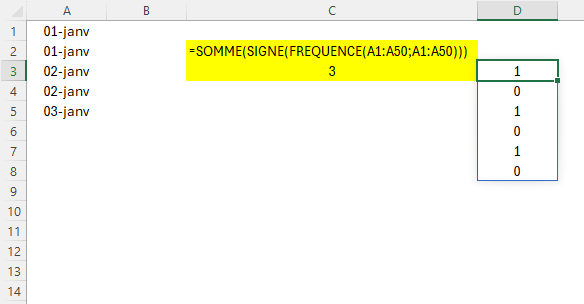 A B C D
1 01-janv
2 01-janv =SOMME(SIGNE(FREQUENCE(A1:A50;A1:A50)))
3 02-janv 3 1
4 02-janv 0
5 03-janv 1
6 0
7 1
8 0
9
10
11
12
13
14